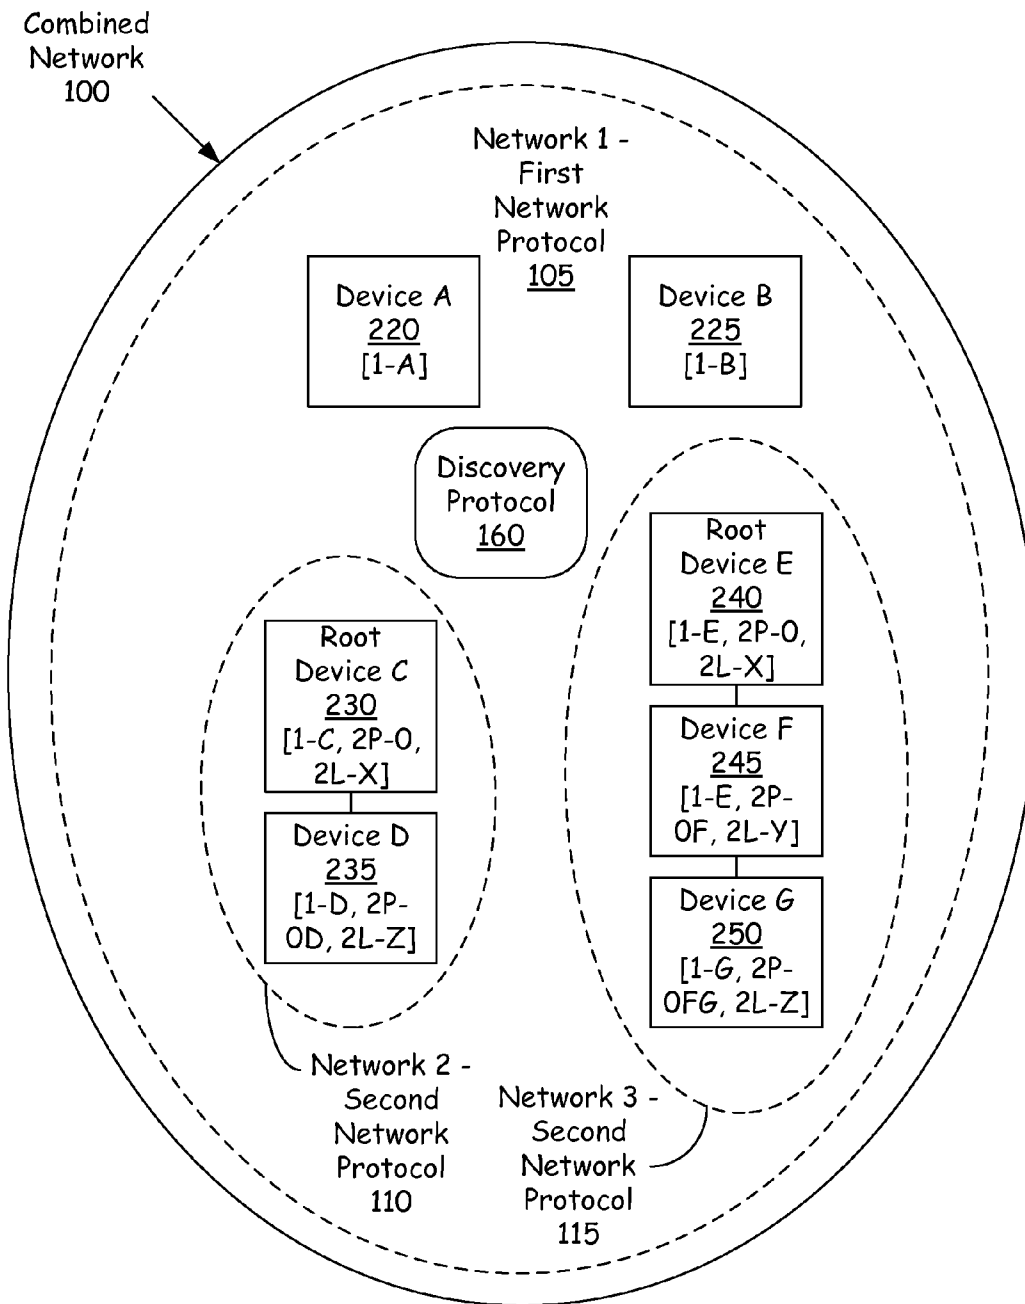 Combined
Network
100
Network 1 -
First
Network
Protocol
105
Device A
220
[1-A]
Device B
225
[1-B]
Discovery
Protocol
160
Root
Device C
230
[1-C, 2P-0,
2L-X]
Device D
235
[1-D, 2P-
0D, 2L-Z]
Root
Device E
240
[1-E, 2P-0,
2L-X]
Device F
245
[1-E, 2P-
0F, 2L-Y]
Device G
250
[1-G, 2P-
0FG, 2L-Z]
Network 2 -
Second
Network
Protocol
110
Network 3 -
Second
Network
Protocol
115